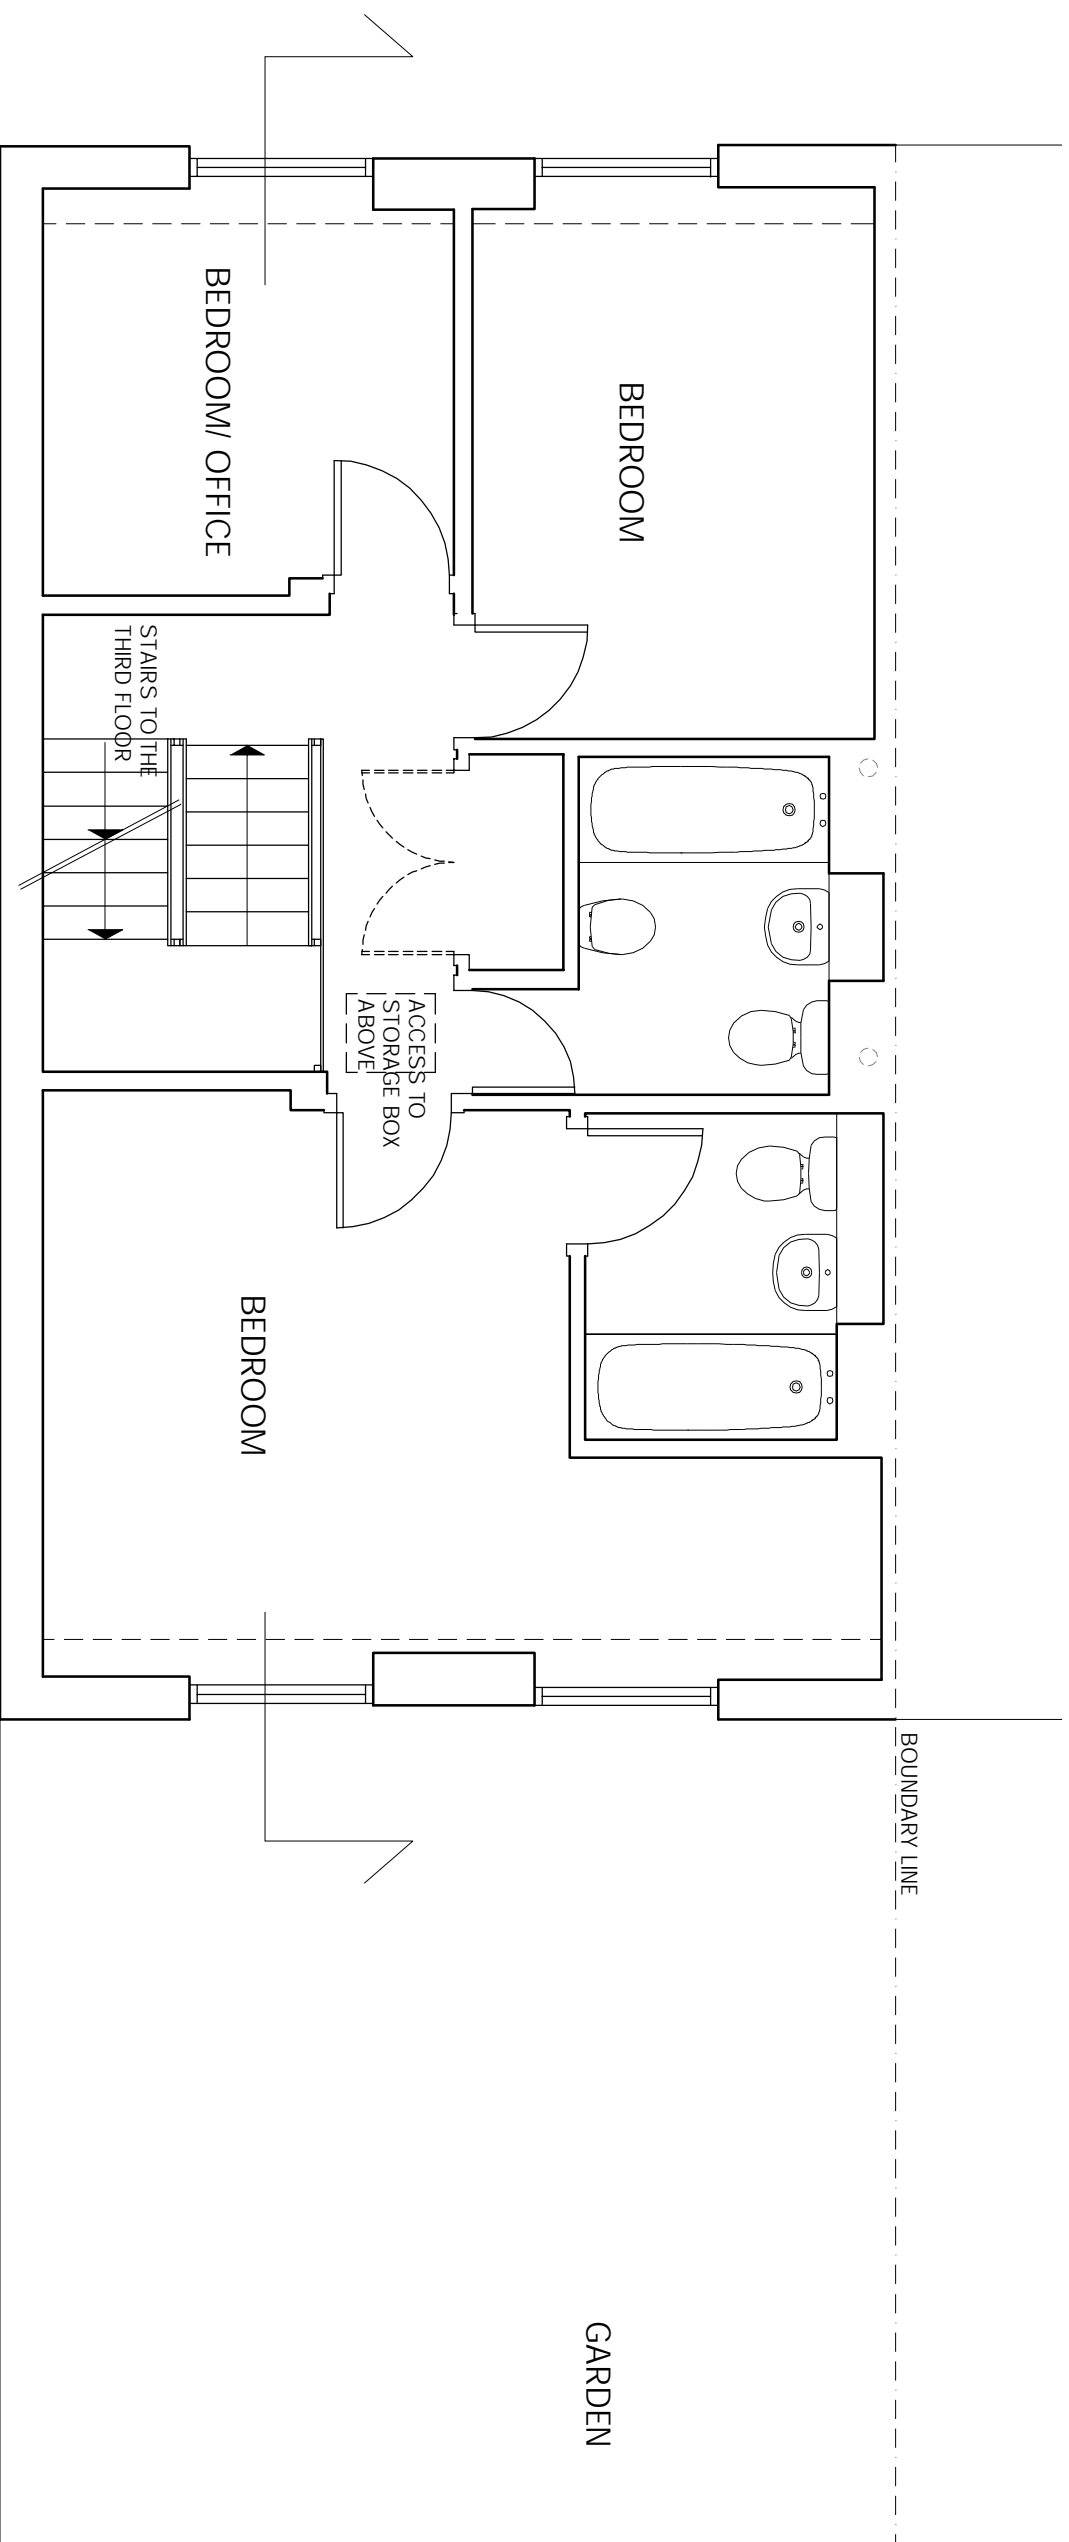 BEDROOM
BEDROOM/ OFFICE
STAIRS TO THE
THIRD FLOOR
ACCESS TO
STORAGE BOX
ABOVE
BEDROOM
BOUNDARY LINE
GARDEN